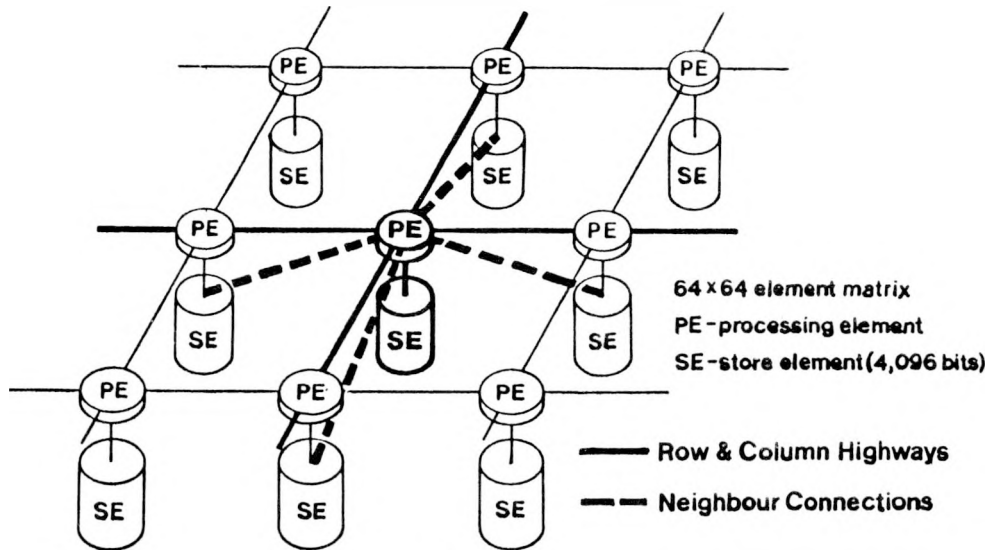 PE PE PE
SE SE SE
PE PE PE
SE SE SE
64×64 element matrix
PE-processing element
SE-store element (4,096 bits)
PE PE PE
SE SE SE
Row & Column Highways
Neighbour Connections